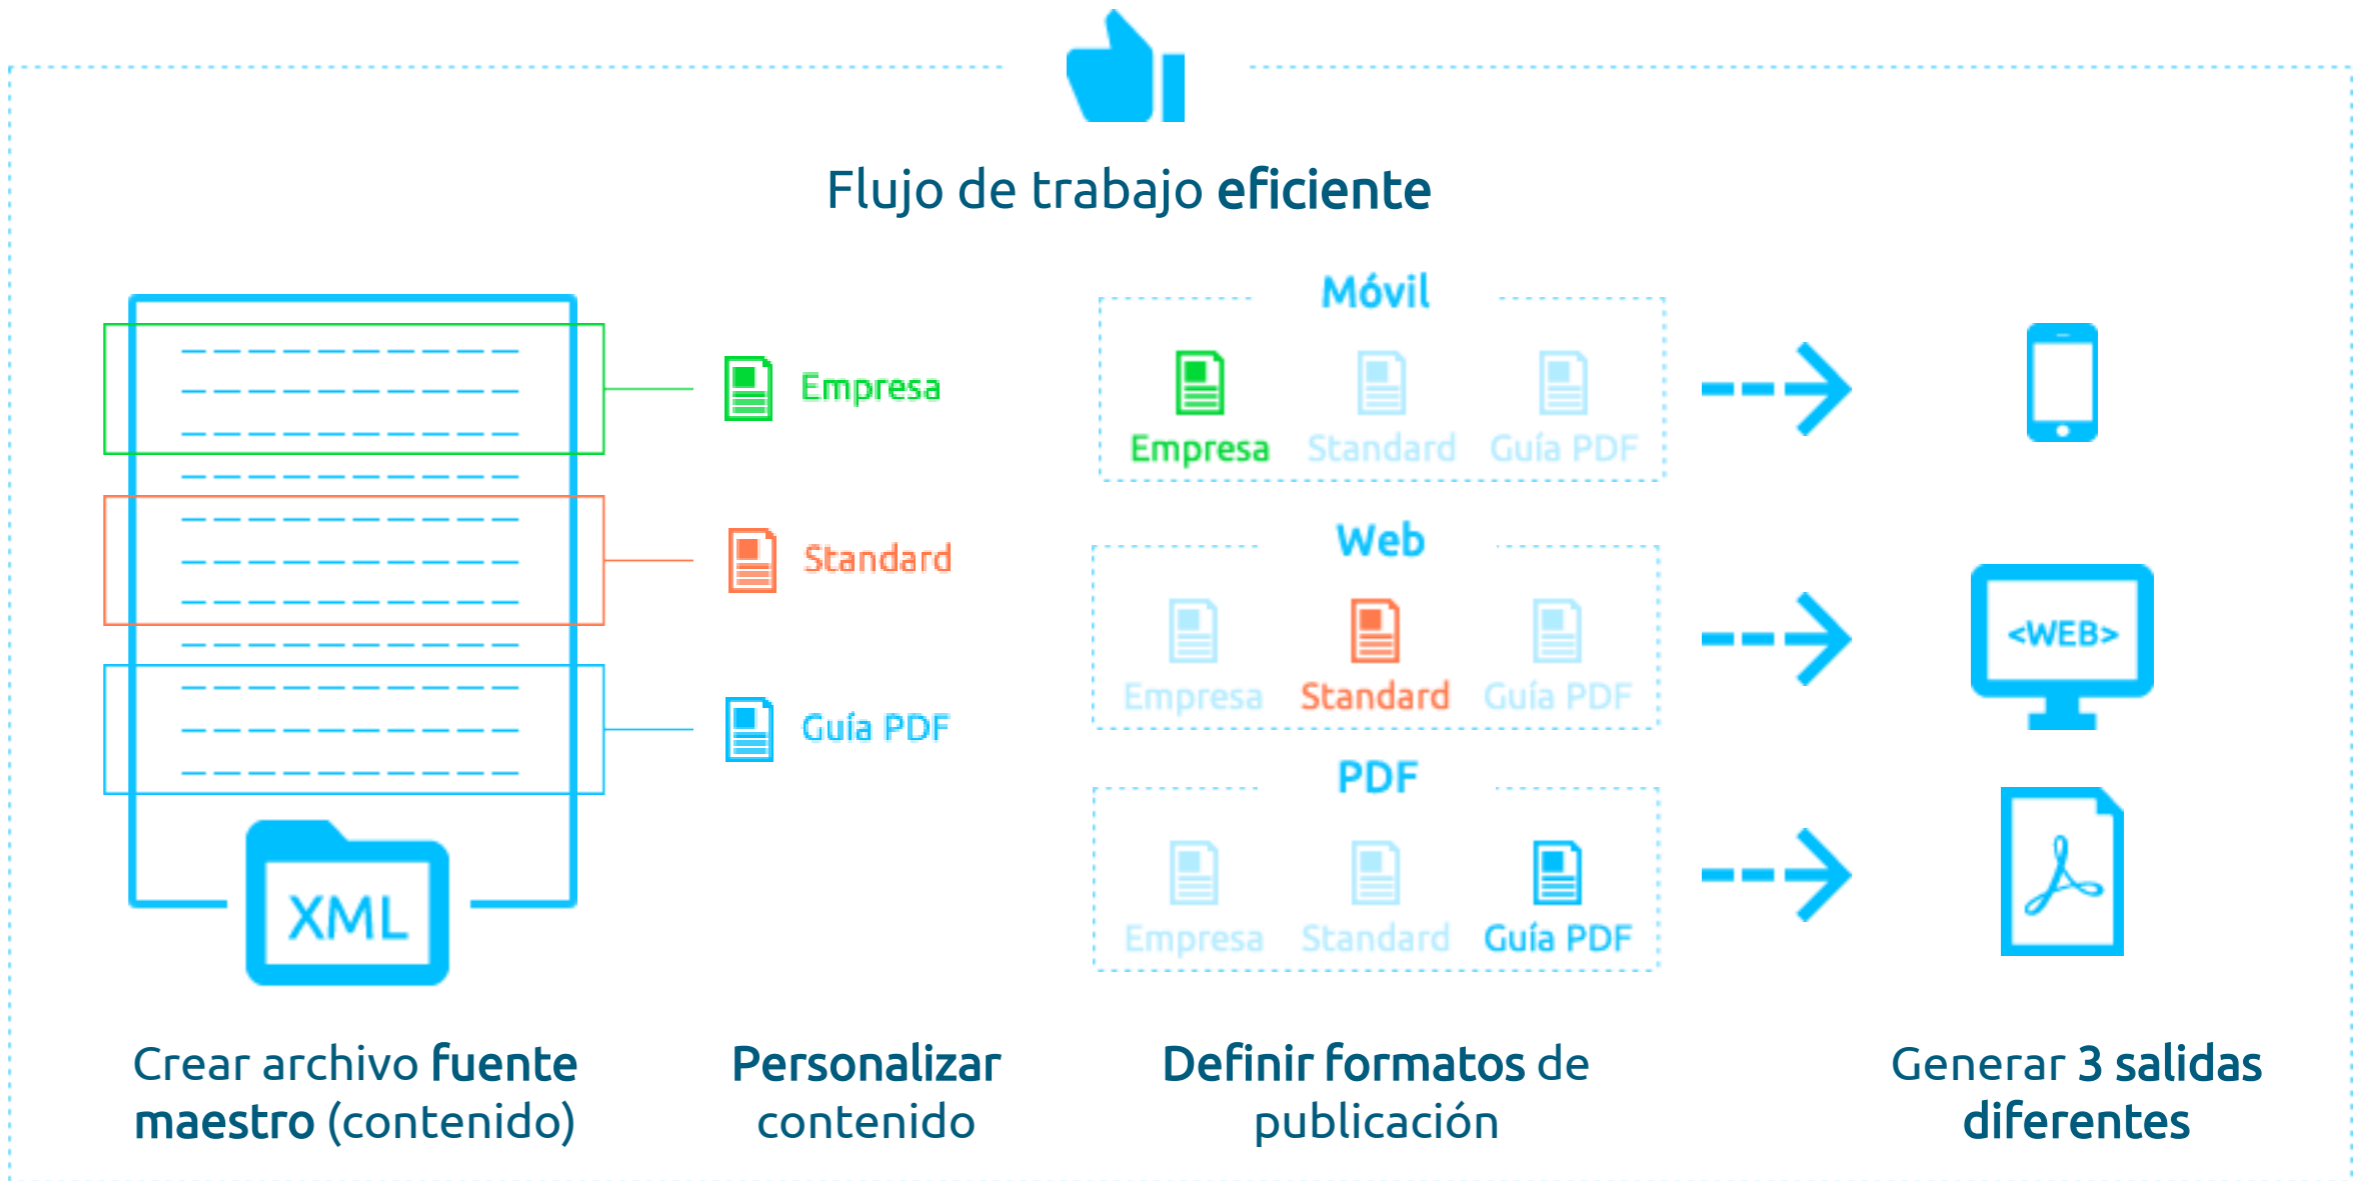 Flujo de trabajo eficiente
XML
Crear archivo fuente
maestro (contenido)
Empresa
Standard
Guía PDF
Personalizar
contenido
Móvil
Empresa Standard Guía PDF
Web
Empresa Standard Guía PDF
PDF
Empresa Standard Guía PDF
Definir formatos de
publicación
<WEB>
Generar 3 salidas
diferentes